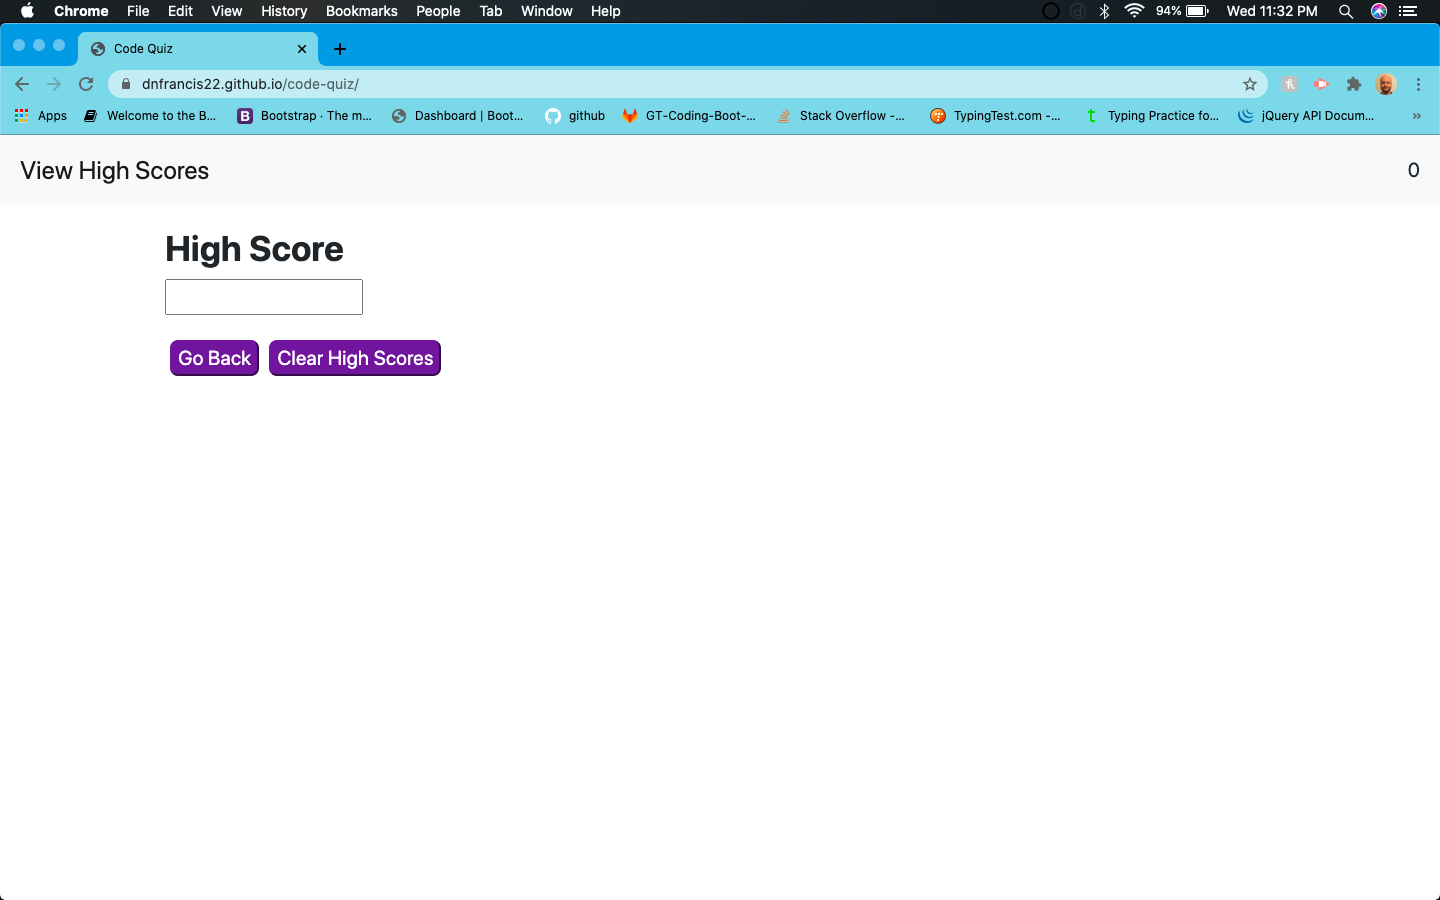 Chrome File Edit View History Bookmarks People Tab Window Help 94% Wed 11:32 PM
Code Quiz
dnfrancis22.github.io/code-quiz/
Apps Welcome to the B... Bootstrap · The m... Dashboard | Boot... github GT-Coding-Boot-... Stack Overflow -... TypingTest.com -... Typing Practice fo... jQuery API Docum... »
View High Scores 0
High Score
Go Back Clear High Scores